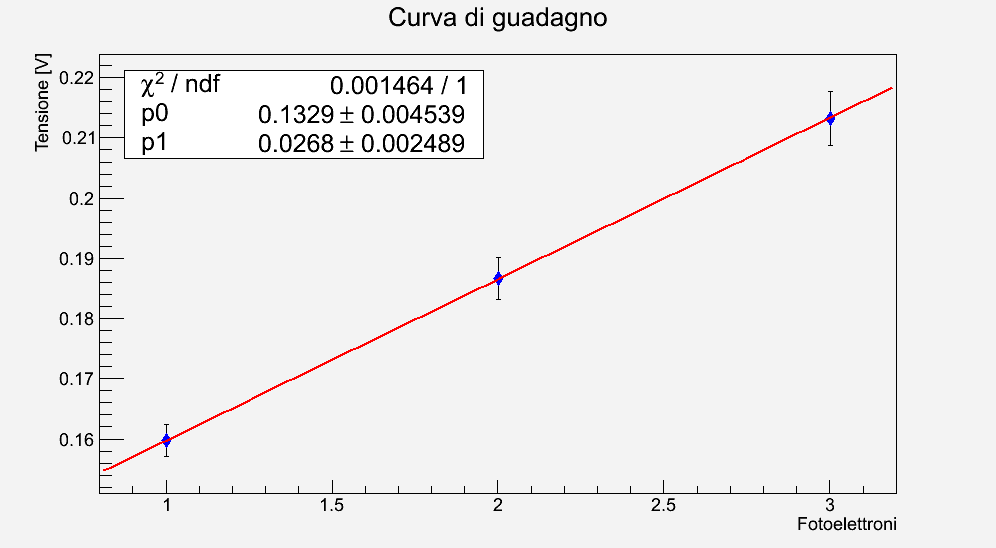 Curva di guadagno
Tensione [V]
χ² / ndf 0.001464 / 1
p0 0.1329 ± 0.004539
p1 0.0268 ± 0.002489
0.22
0.21
0.2
0.19
0.18
0.17
0.16
1 1.5 2 2.5 3
Fotoelettroni